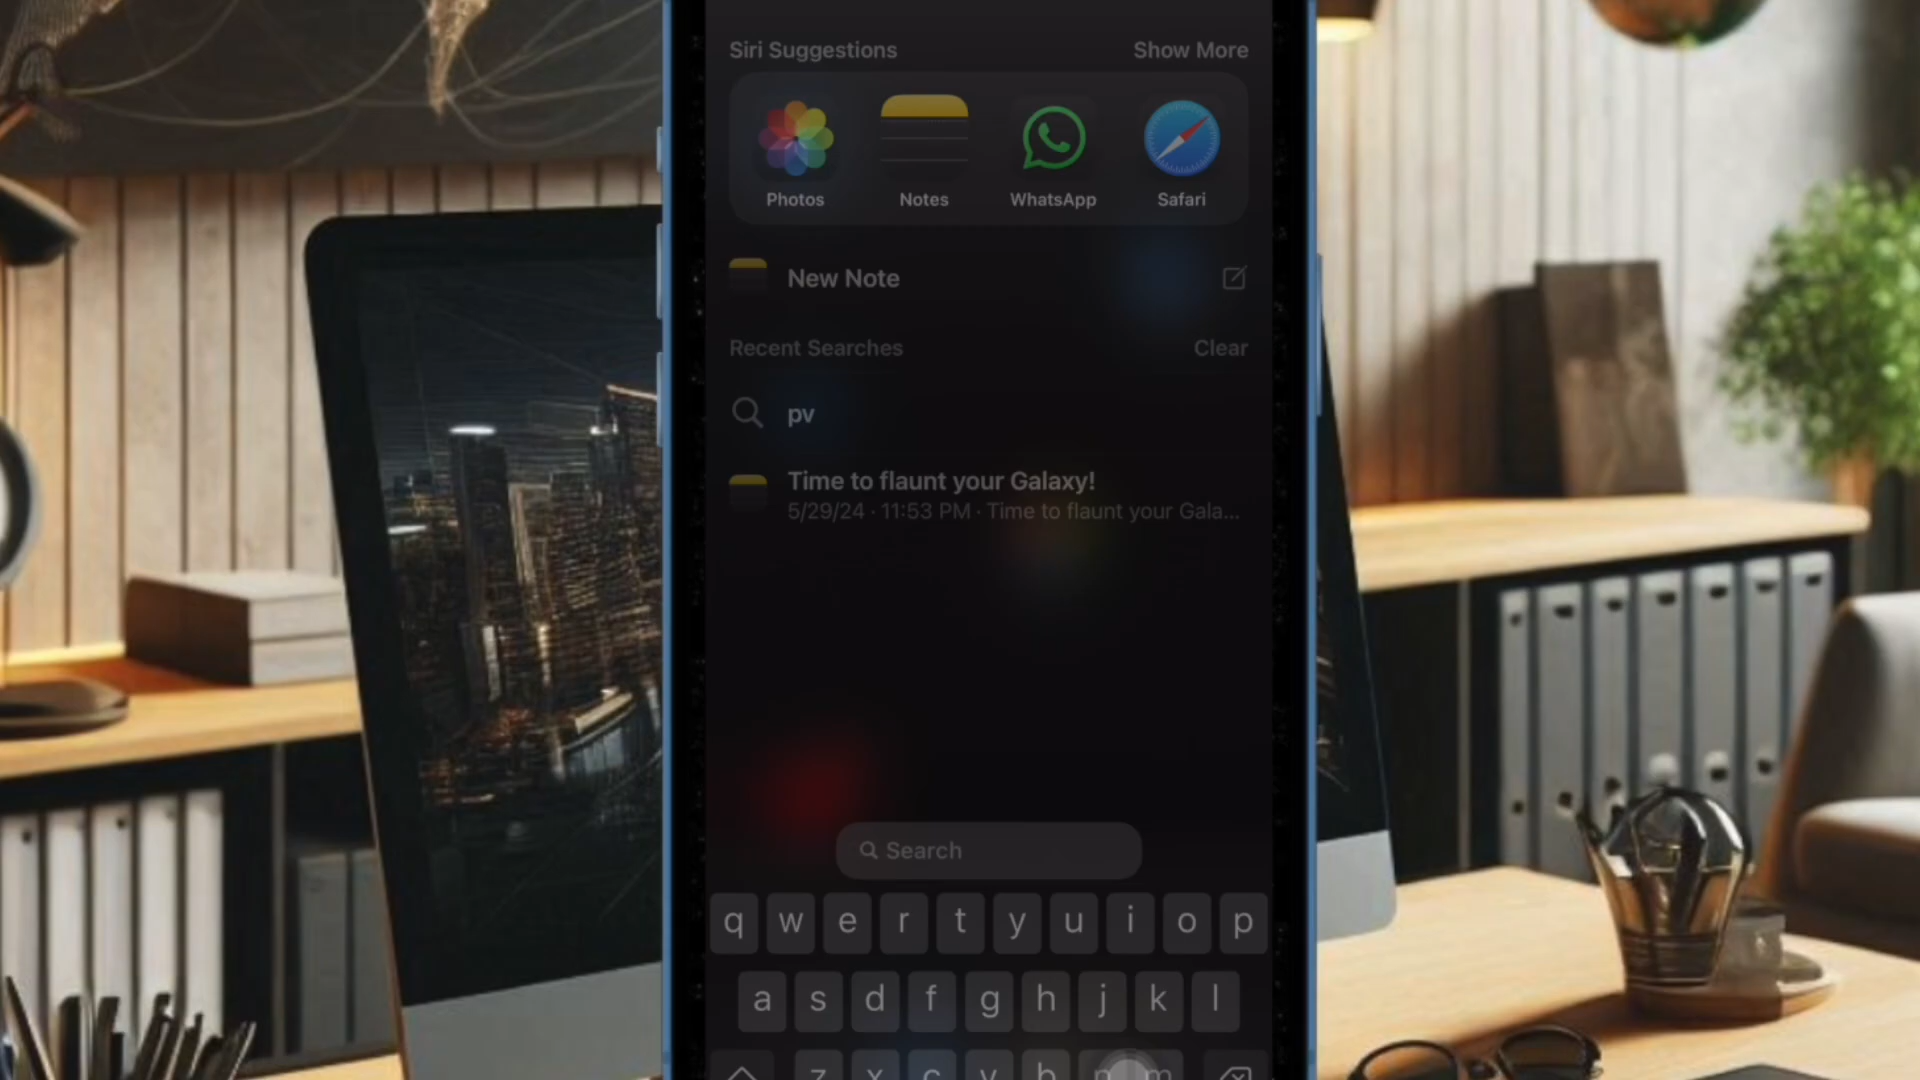 Siri Suggestions Show More
Photos Notes WhatsApp Safari
New Note
Recent Searches Clear
pv
Time to flaunt your Galaxy!
5/29/24 · 11:53 PM · Time to flaunt your Gala...
Search
q w e r t y u i o p
a s d f g h j k l
z x c v b n m